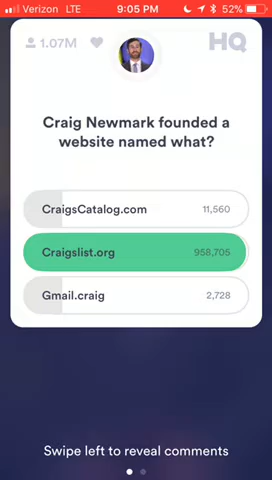 Verizon LTE 9:05 PM 52%
1.07M HQ
Craig Newmark founded a
website named what?
CraigsCatalog.com 11,560
Craigslist.org 958,705
Gmail.craig 2,728
Swipe left to reveal comments